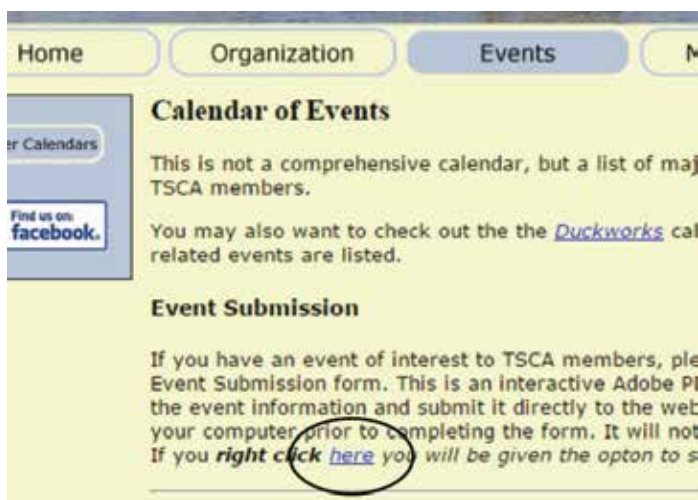 Home Organization Events M
Calendar of Events
er Calendars
This is not a comprehensive calendar, but a list of maj
TSCA members.
Find us on:
facebook.
You may also want to check out the the Duckworks cal
related events are listed.
Event Submission
If you have an event of interest to TSCA members, ple
Event Submission form. This is an interactive Adobe P
the event information and submit it directly to the web
your computer prior to completing the form. It will not
If you right click here you will be given the opton to s